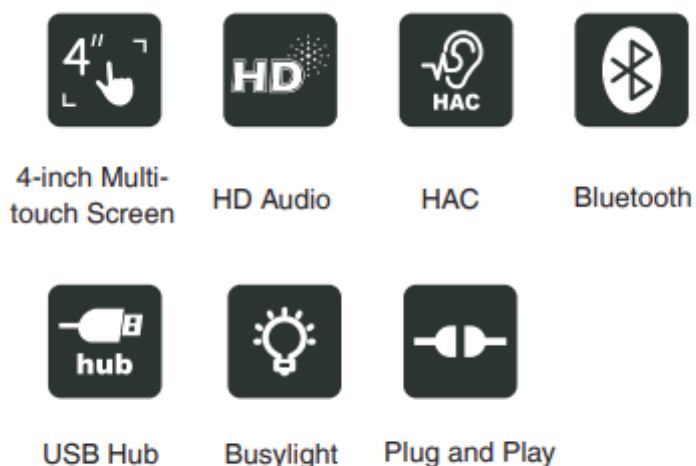 4"
HD
HAC
4-inch Multi-
touch Screen
HD Audio
HAC
Bluetooth
hub
USB Hub
Busylight
Plug and Play